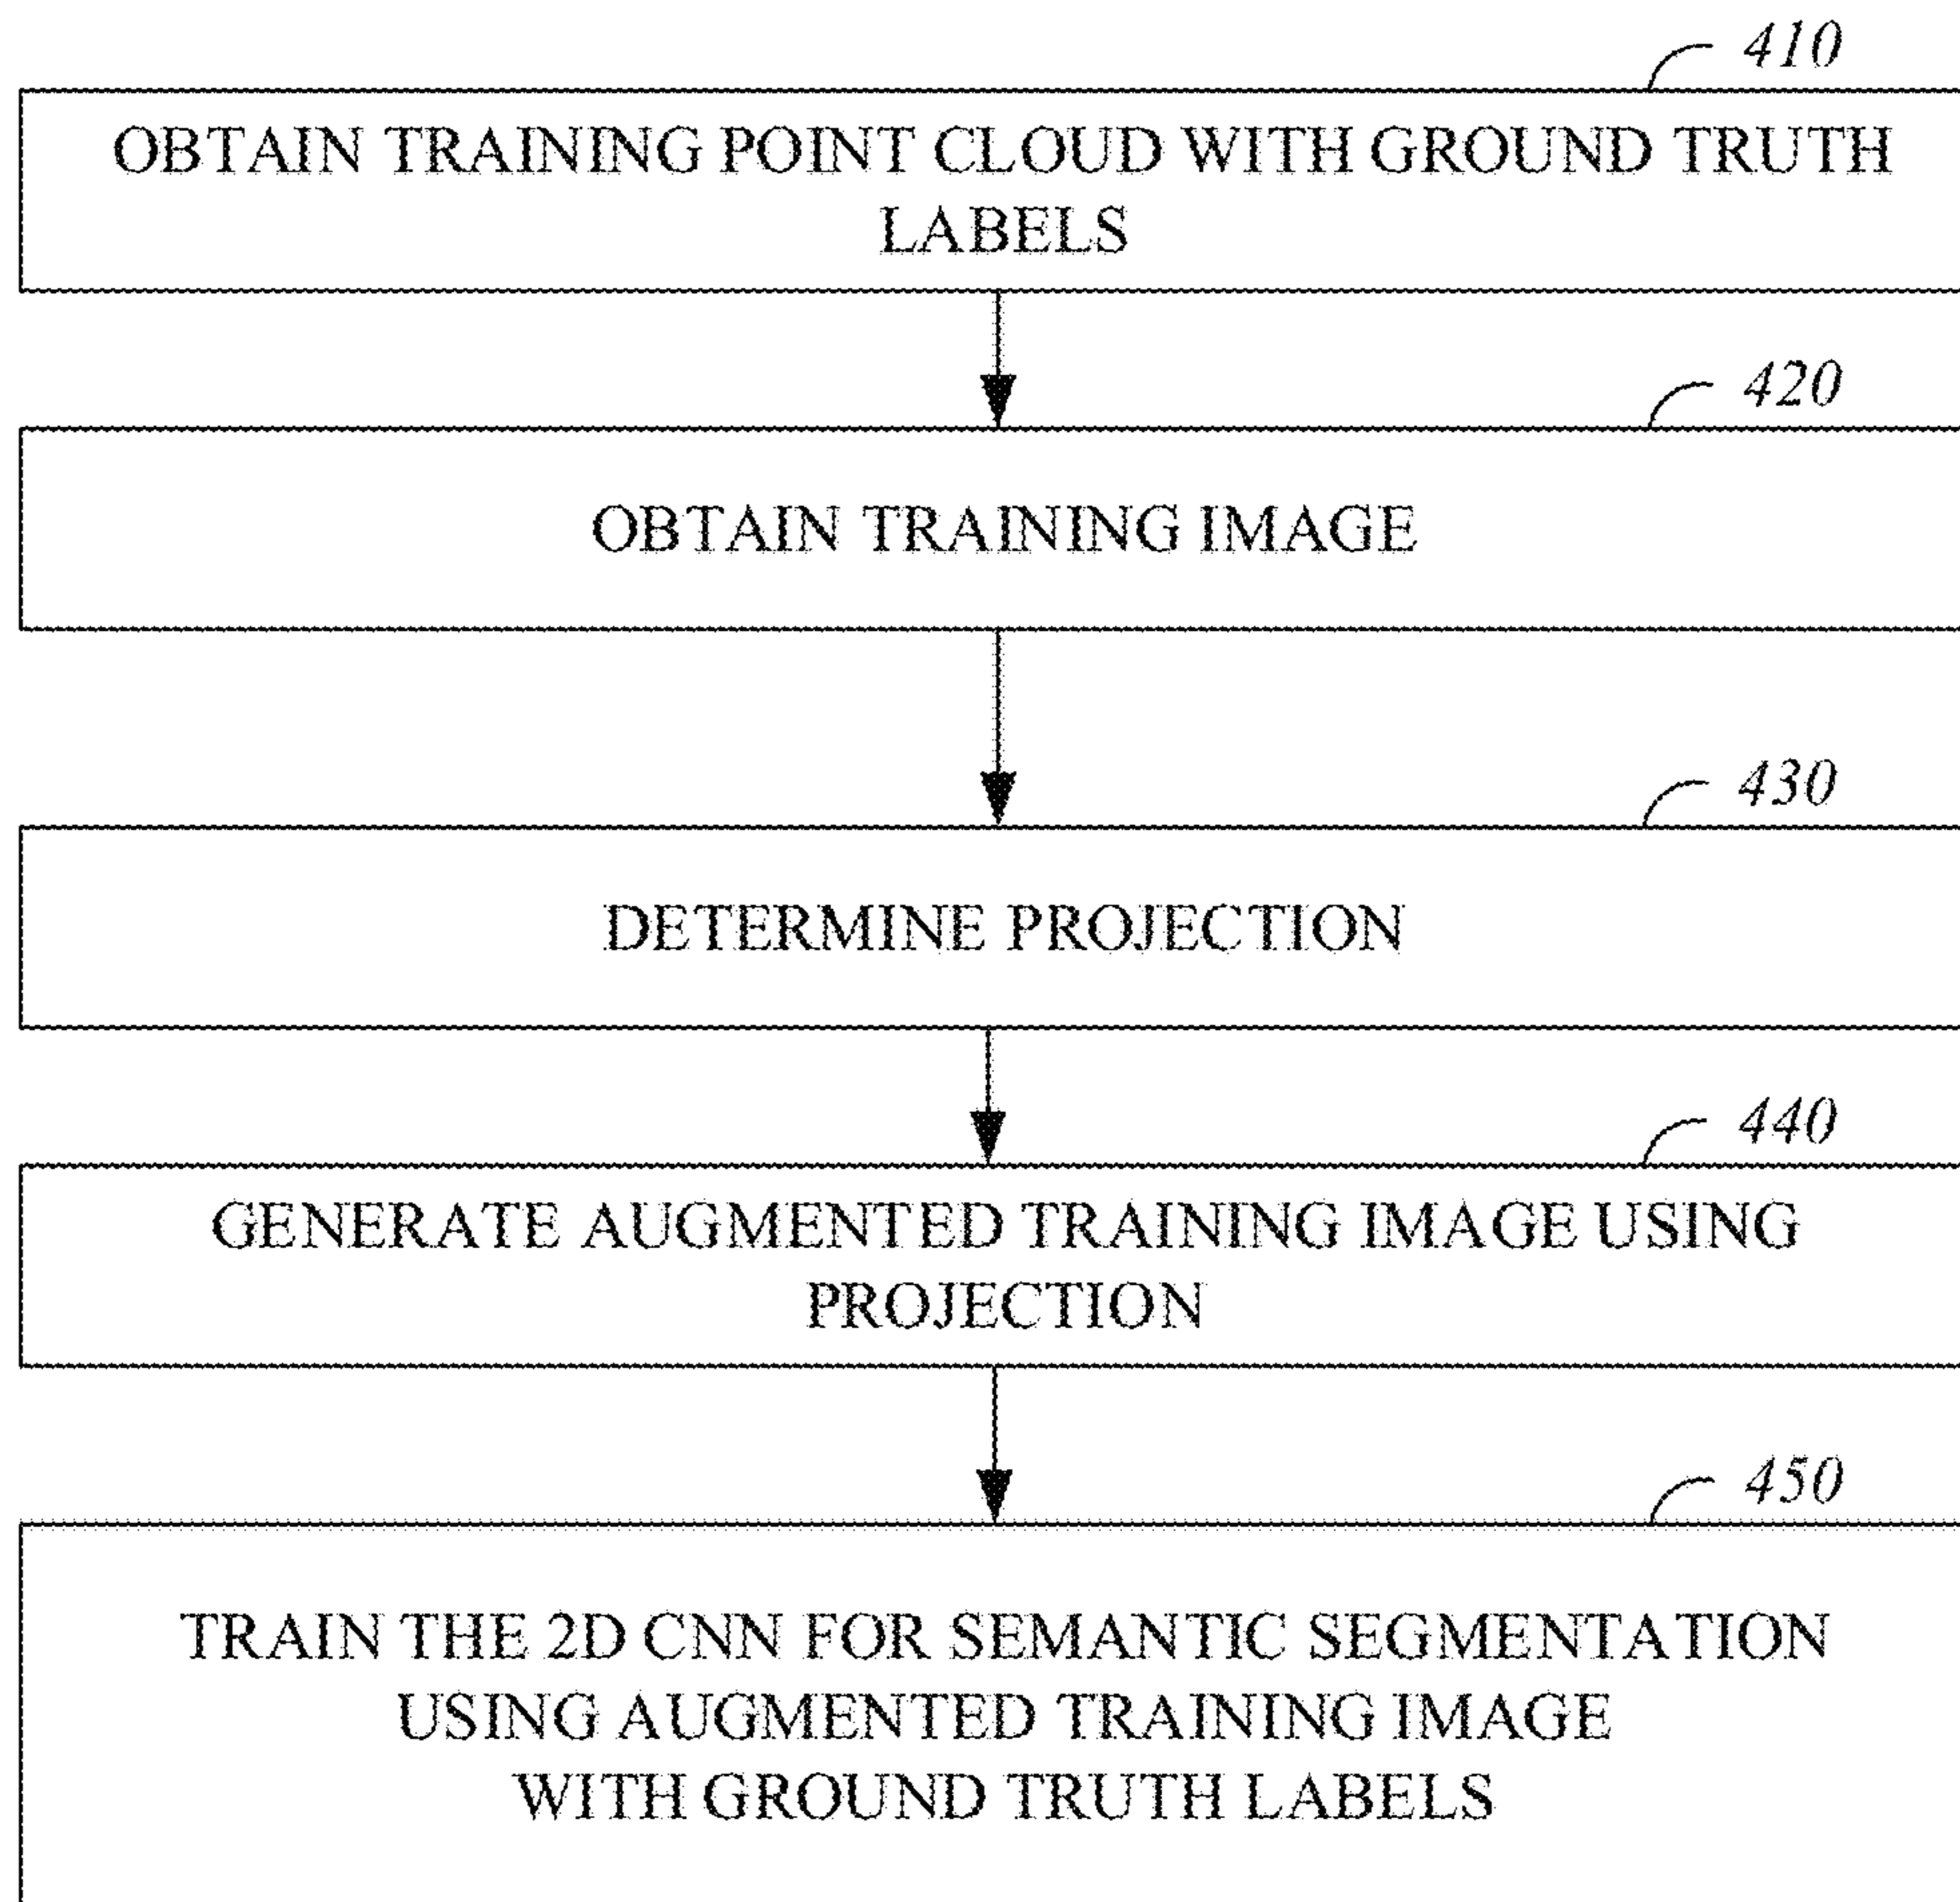 410
OBTAIN TRAINING POINT CLOUD WITH GROUND TRUTH
LABELS
420
OBTAIN TRAINING IMAGE
430
DETERMINE PROJECTION
440
GENERATE AUGMENTED TRAINING IMAGE USING
PROJECTION
450
TRAIN THE 2D CNN FOR SEMANTIC SEGMENTATION
USING AUGMENTED TRAINING IMAGE
WITH GROUND TRUTH LABELS